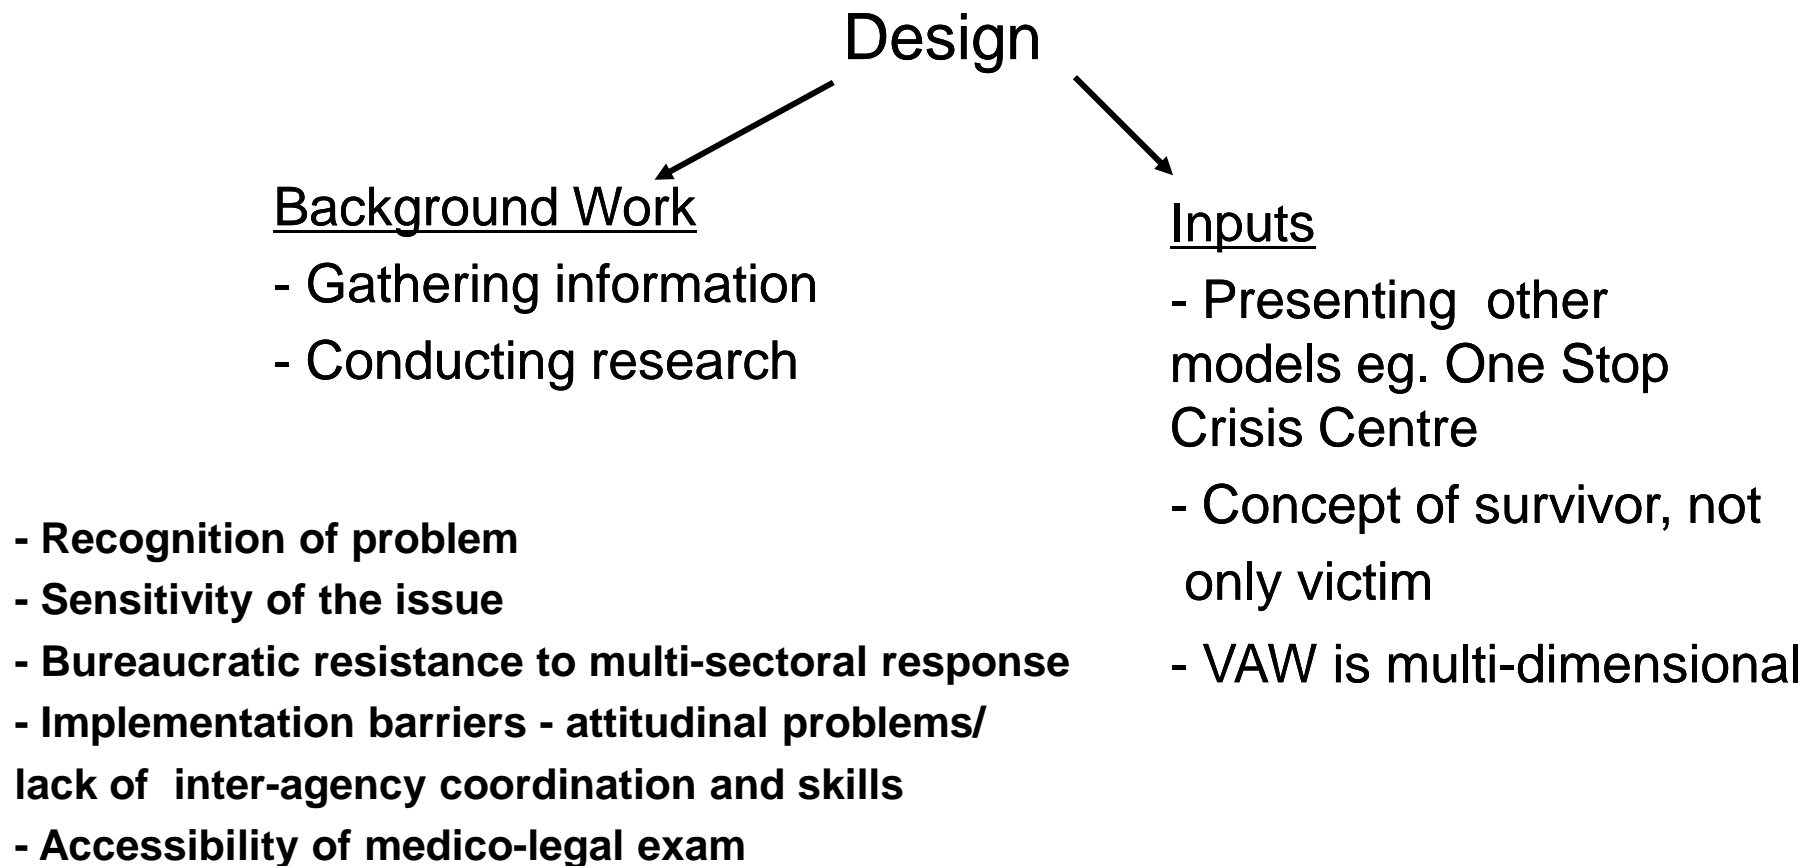 Design
Background Work
- Gathering information
- Conducting research
Inputs
- Presenting other
models eg. One Stop
Crisis Centre
- Concept of survivor, not
only victim
- VAW is multi-dimensional
- Recognition of problem
- Sensitivity of the issue
- Bureaucratic resistance to multi-sectoral response
- Implementation barriers - attitudinal problems/
lack of inter-agency coordination and skills
- Accessibility of medico-legal exam